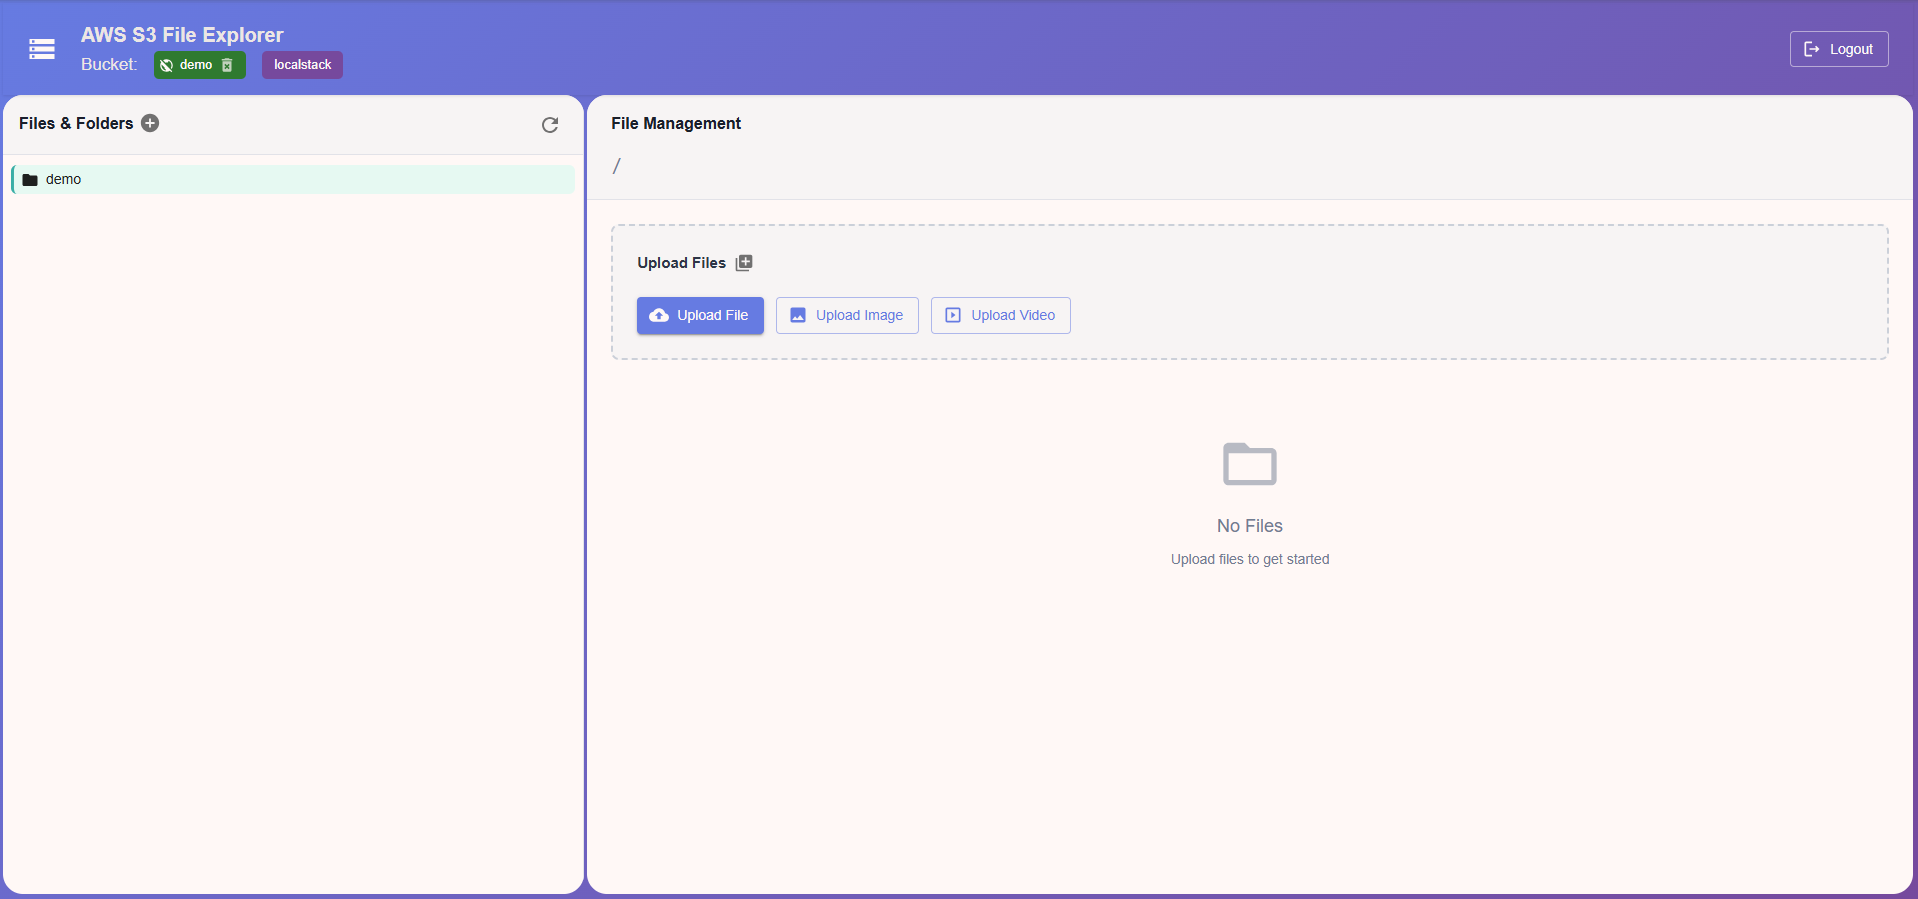 AWS S3 File Explorer
Bucket: demo localstack
Logout
Files & Folders
demo
File Management
/
Upload Files
Upload File Upload Image Upload Video
No Files
Upload files to get started